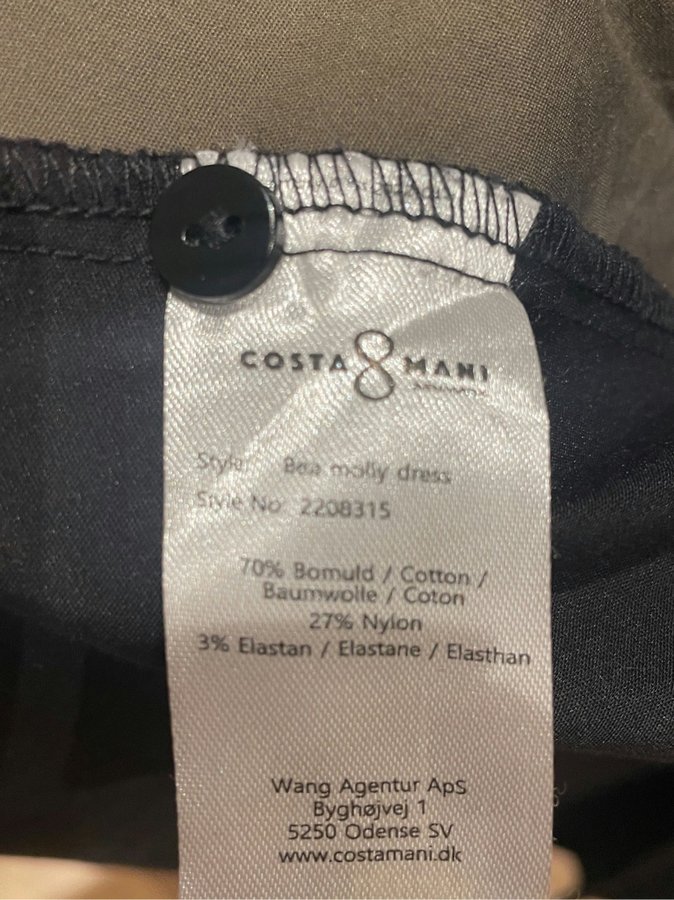 COSTA MANI
Style: Bea molly dress
Style No: 2208315
70% Bomuld / Cotton /
Baumwolle / Coton
27% Nylon
3% Elastan / Elastane / Elasthan
Wang Agentur ApS
Byghøjvej 1
5250 Odense SV
www.costamani.dk